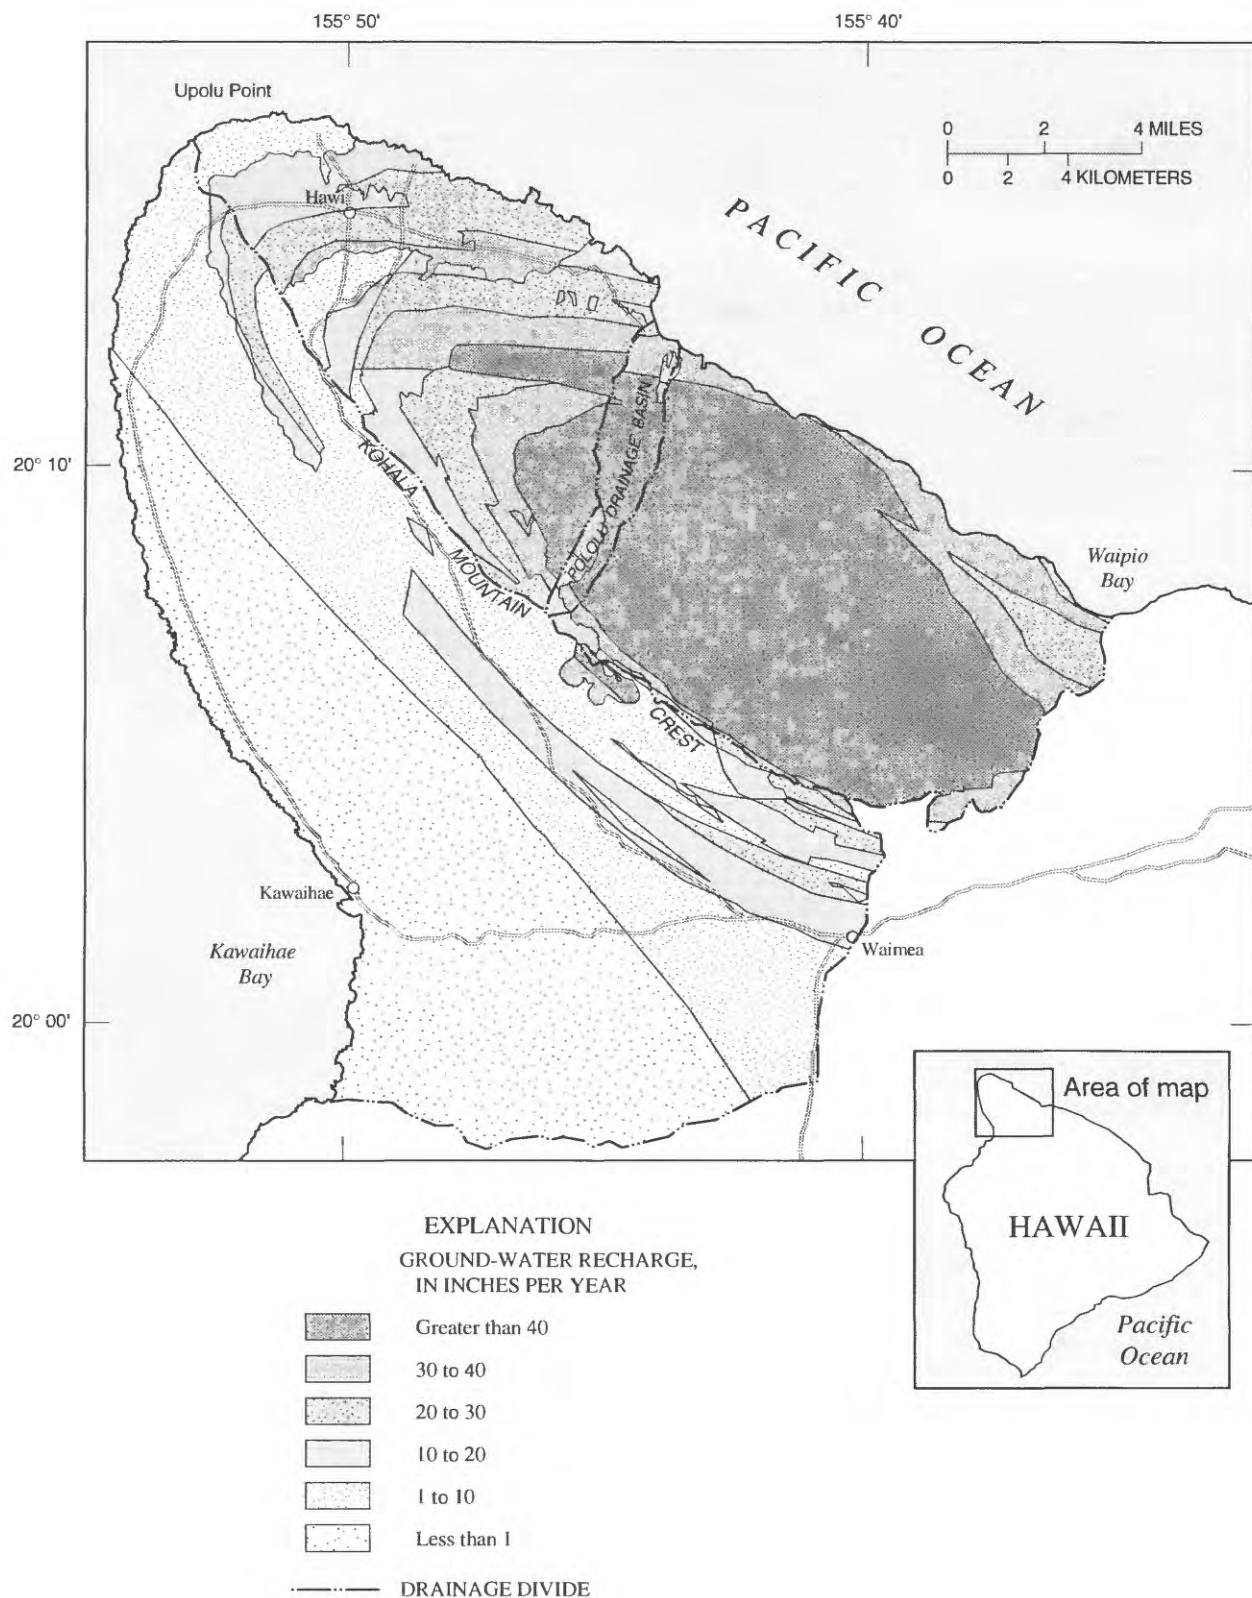 155° 50'
155° 40'
Upolu Point
0 2 4 MILES
0 2 4 KILOMETERS
Hawi
PACIFIC OCEAN
20° 10'
KOHALA MOUNTAIN CREST
POLOLU DRAINAGE BASIN
Waipio
Bay
Kawaihae
Kawaihae
Bay
Waimea
20° 00'
Area of map
HAWAII
Pacific
Ocean
EXPLANATION
GROUND-WATER RECHARGE,
IN INCHES PER YEAR
Greater than 40
30 to 40
20 to 30
10 to 20
1 to 10
Less than 1
DRAINAGE DIVIDE